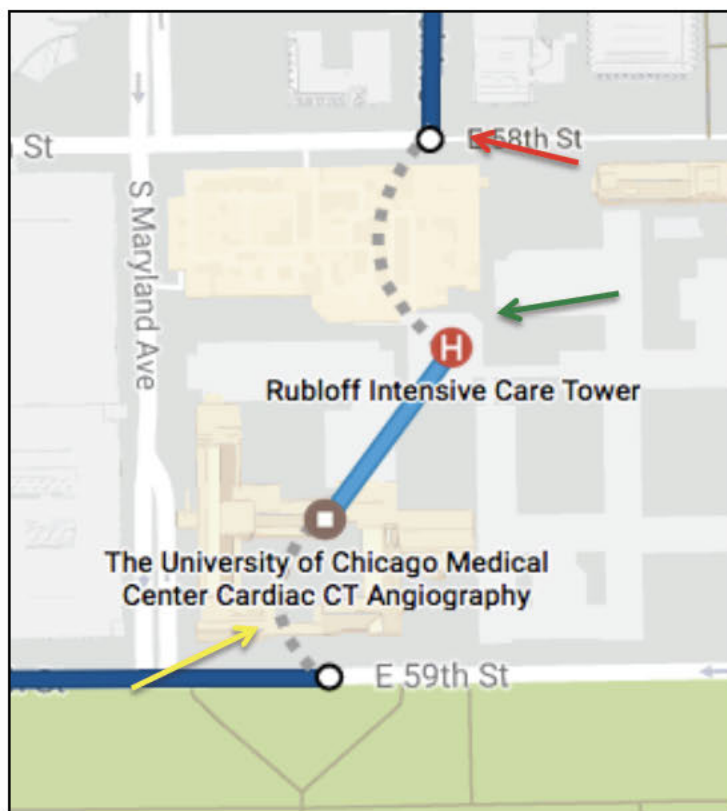 St
E 58th St
S Maryland Ave
H
Rubloff Intensive Care Tower
The University of Chicago Medical
Center Cardiac CT Angiography
St
E 59th St